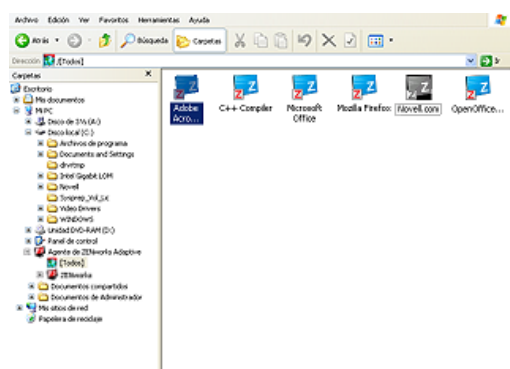 Archivo Edición Ver Favoritos Herramientas Ayuda
Atrás Búsqueda Carpetas
Dirección [Todos] Ir
Carpetas
Escritorio
Mis documentos
Mi PC
Disco de 3½ (A:)
Disco local (C:)
Archivos de programa
Documents and Settings
drvrtmp
Intel Gigabit LOM
Novell
Sysprep_Vol_Lx
Video Drivers
WINDOWS
Unidad DVD-RAM (D:)
Panel de control
Agente de ZENworks Adaptive
[Todos]
ZENworks
Documentos compartidos
Documentos de Administrador
Mis sitios de red
Papelera de reciclaje
Adobe Acro...
C++ Compiler
Microsoft Office
Mozilla Firefox
Novell.com
OpenOffice...